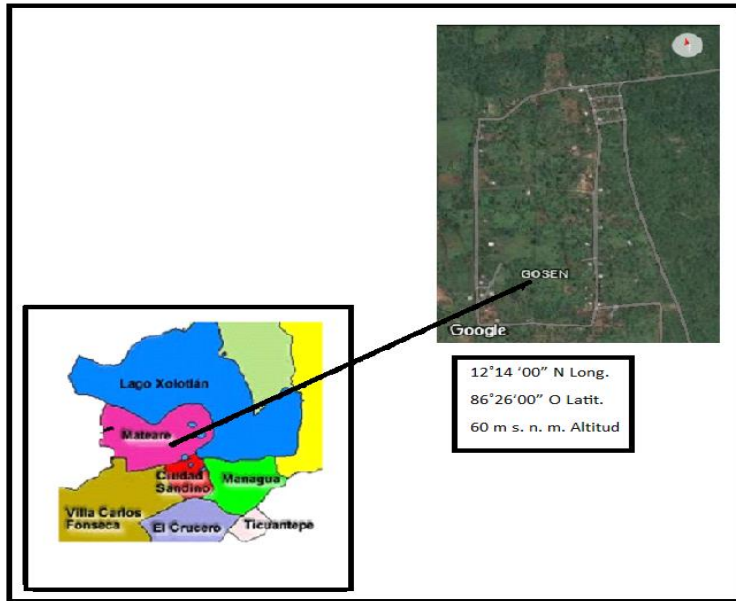 GOSEN
Google
12°14 ‘00” N Long.
86°26’00” O Latit.
60 m s. n. m. Altitud
Lago Xolotlán
Mateare
Ciudad
Sandino
Managua
Villa Carlos
Fonseca
El Crucero
Ticuantepe